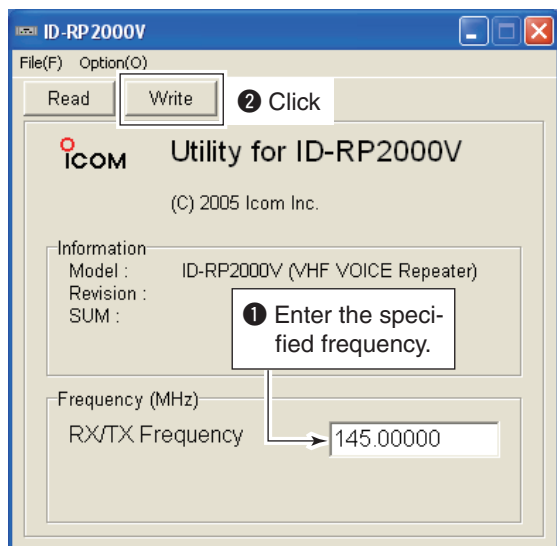 ID-RP2000V
File(F) Option(O)
Read Write ❷ Click
ICOM Utility for ID-RP2000V
(C) 2005 Icom Inc.
Information
Model : ID-RP2000V (VHF VOICE Repeater)
Revision :
SUM :
❶ Enter the speci-
fied frequency.
Frequency (MHz)
RX/TX Frequency 145.00000